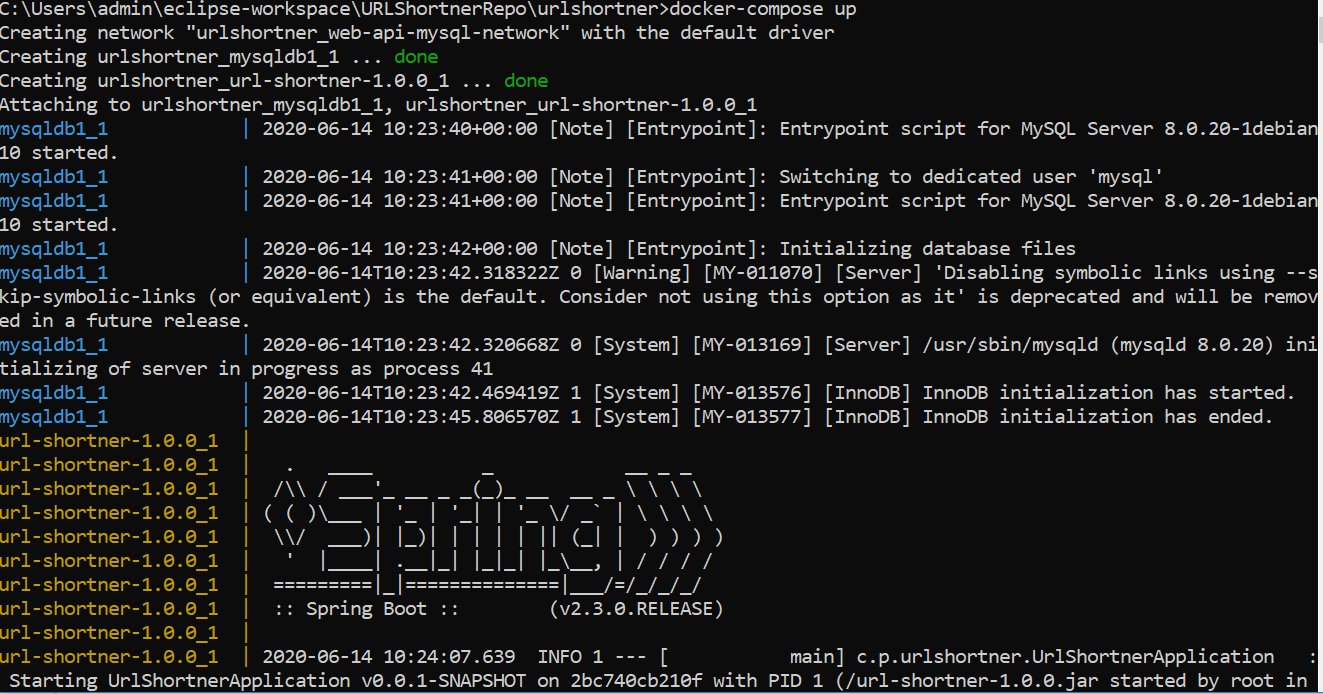 C:\Users\admin\eclipse-workspace\URLShortnerRepo\urlshortner>docker-compose up
Creating network "urlshortner_web-api-mysql-network" with the default driver
Creating urlshortner_mysqldb1_1 ... done
Creating urlshortner_url-shortner-1.0.0_1 ... done
Attaching to urlshortner_mysqldb1_1, urlshortner_url-shortner-1.0.0_1
mysqldb1_1            | 2020-06-14 10:23:40+00:00 [Note] [Entrypoint]: Entrypoint script for MySQL Server 8.0.20-1debian
10 started.
mysqldb1_1            | 2020-06-14 10:23:41+00:00 [Note] [Entrypoint]: Switching to dedicated user 'mysql'
mysqldb1_1            | 2020-06-14 10:23:41+00:00 [Note] [Entrypoint]: Entrypoint script for MySQL Server 8.0.20-1debian
10 started.
mysqldb1_1            | 2020-06-14 10:23:42+00:00 [Note] [Entrypoint]: Initializing database files
mysqldb1_1            | 2020-06-14T10:23:42.318322Z 0 [Warning] [MY-011070] [Server] 'Disabling symbolic links using --s
kip-symbolic-links (or equivalent) is the default. Consider not using this option as it' is deprecated and will be remov
ed in a future release.
mysqldb1_1            | 2020-06-14T10:23:42.320668Z 0 [System] [MY-013169] [Server] /usr/sbin/mysqld (mysqld 8.0.20) ini
tializing of server in progress as process 41
mysqldb1_1            | 2020-06-14T10:23:42.469419Z 1 [System] [MY-013576] [InnoDB] InnoDB initialization has started.
mysqldb1_1            | 2020-06-14T10:23:45.806570Z 1 [System] [MY-013577] [InnoDB] InnoDB initialization has ended.
url-shortner-1.0.0_1  |
url-shortner-1.0.0_1  |   .   ____          _            __ _ _
url-shortner-1.0.0_1  |  /\\ / ___'_ __ _ _(_)_ __  __ _ \ \ \ \
url-shortner-1.0.0_1  | ( ( )\___ | '_ | '_| | '_ \/ _` | \ \ \ \
url-shortner-1.0.0_1  |  \\/  ___)| |_)| | | | | || (_| |  ) ) ) )
url-shortner-1.0.0_1  |   '  |____| .__|_| |_|_| |_\__, | / / / /
url-shortner-1.0.0_1  |  =========|_|==============|___/=/_/_/_/
url-shortner-1.0.0_1  |  :: Spring Boot ::        (v2.3.0.RELEASE)
url-shortner-1.0.0_1  |
url-shortner-1.0.0_1  | 2020-06-14 10:24:07.639  INFO 1 --- [           main] c.p.urlshortner.UrlShortnerApplication   :
 Starting UrlShortnerApplication v0.0.1-SNAPSHOT on 2bc740cb210f with PID 1 (/url-shortner-1.0.0.jar started by root in